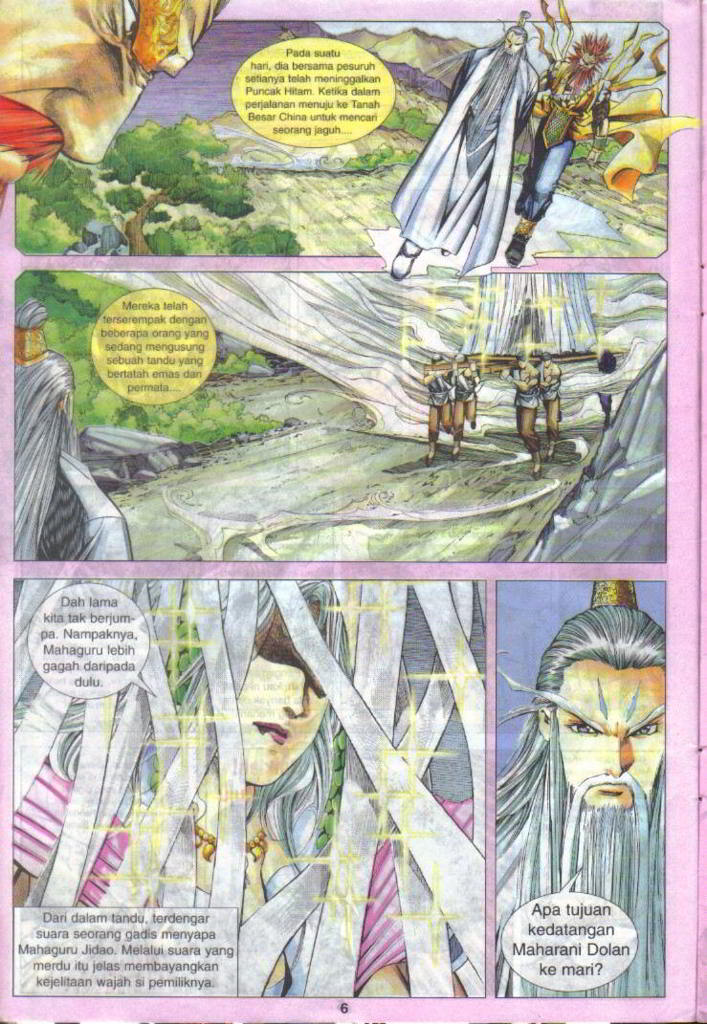 Pada suatu
hari, dia bersama pesuruh
setianya telah meninggalkan
Puncak Hitam. Ketika dalam
perjalanan menuju ke Tanah
Besar China untuk mencari
seorang jaguh....
Mereka telah
terserempak dengan
beberapa orang yang
sedang mengusung
sebuah tandu yang
bertatah emas dan
permata....
Dah lama
kita tak berjum-
pa. Nampaknya,
Mahaguru lebih
gagah daripada
dulu.
Dari dalam tandu, terdengar
suara seorang gadis menyapa
Mahaguru Jidao. Melalui suara yang
merdu itu jelas membayangkan
kejelitaan wajah si pemiliknya.
Apa tujuan
kedatangan
Maharani Dolan
ke mari?
6